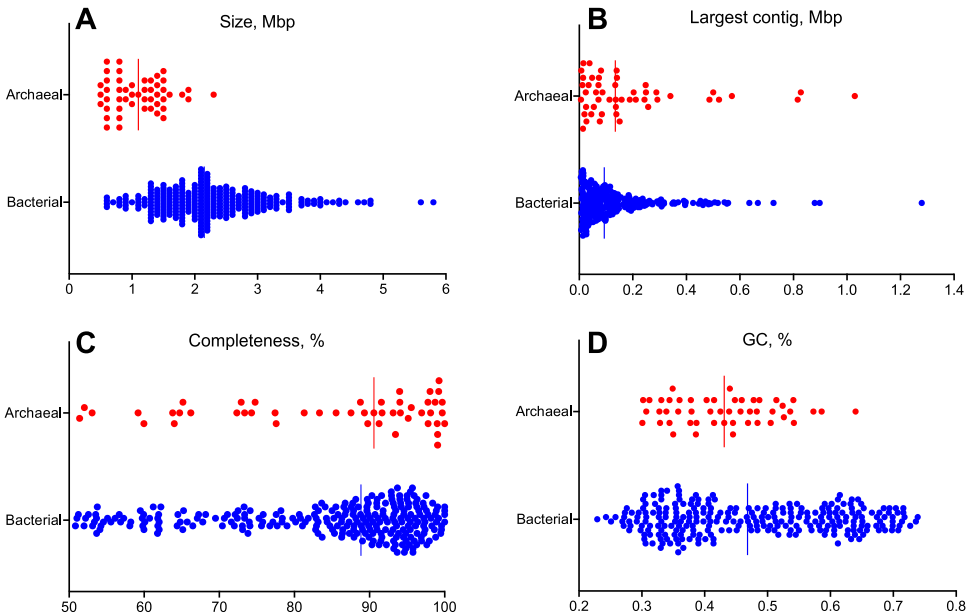 A
Size, Mbp
Archaeal
Bacterial
0 1 2 3 4 5 6
B
Largest contig, Mbp
Archaeal
Bacterial
0.0 0.2 0.4 0.6 0.8 1.0 1.2 1.4
C
Completeness, %
Archaeal
Bacterial
50 60 70 80 90 100
D
GC, %
Archaeal
Bacterial
0.2 0.3 0.4 0.5 0.6 0.7 0.8